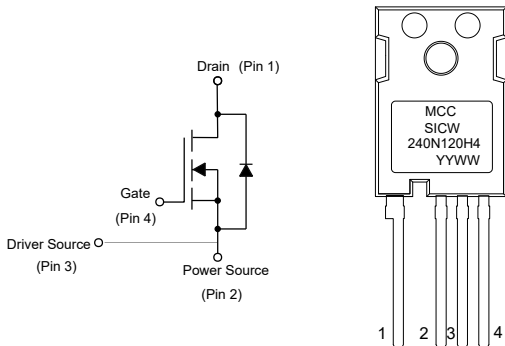 Drain (Pin 1)
Gate
(Pin 4)
Driver Source
(Pin 3)
Power Source
(Pin 2)
MCC
SICW
240N120H4
YYWW
1 2 3 4